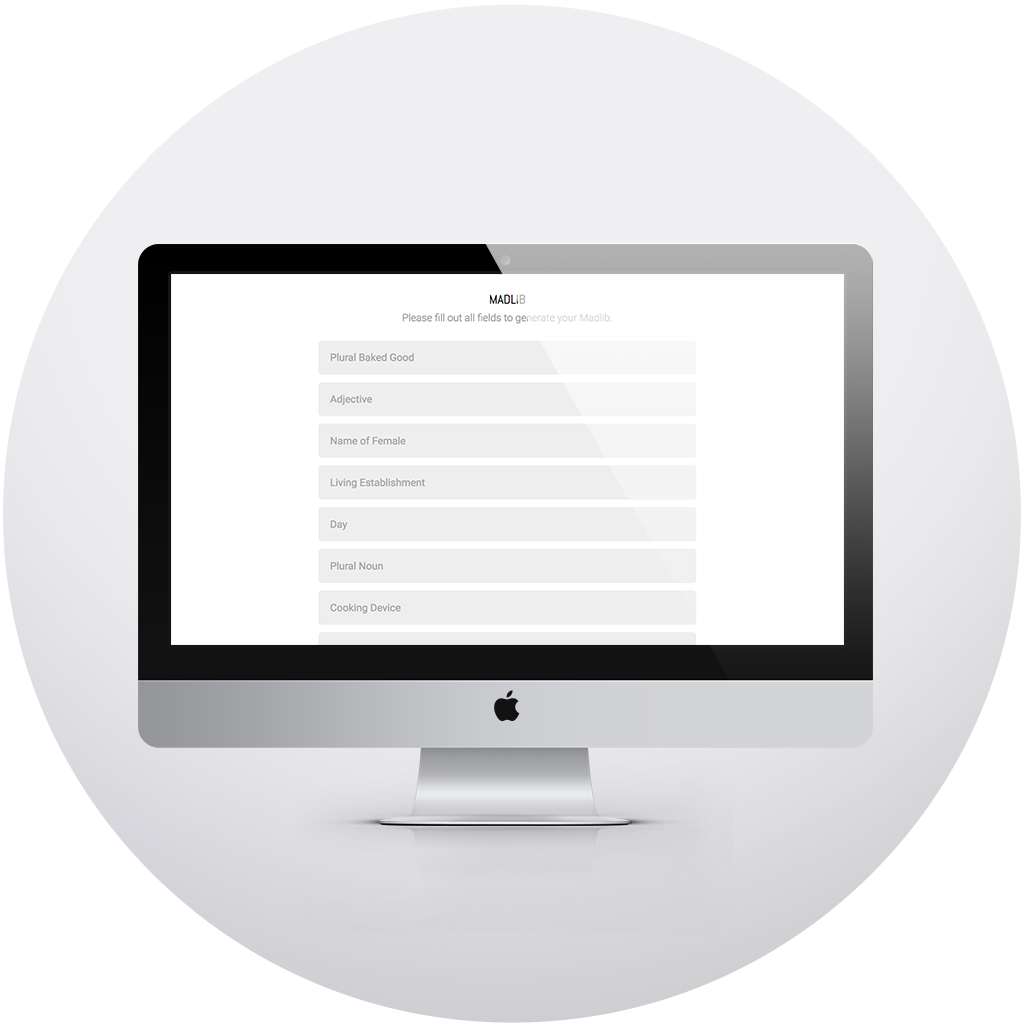 MADLiB
Please fill out all fields to generate your Madlib.
Plural Baked Good
Adjective
Name of Female
Living Establishment
Day
Plural Noun
Cooking Device